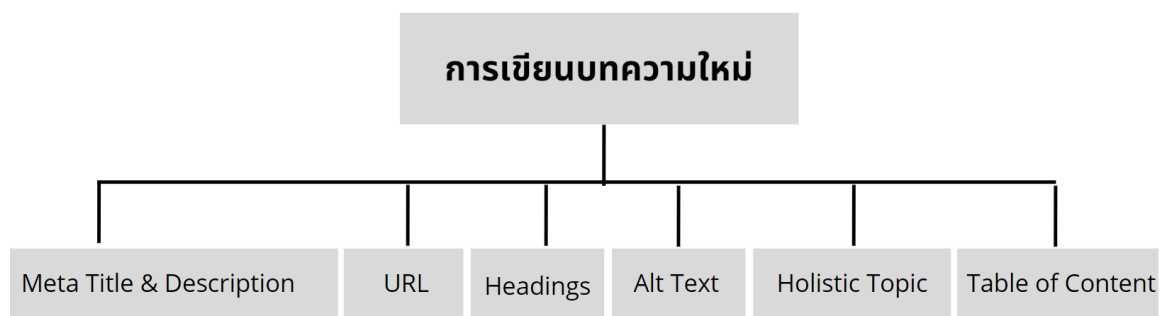 การเขียนบทความใหม่
Meta Title & Description
URL
Headings
Alt Text
Holistic Topic
Table of Content